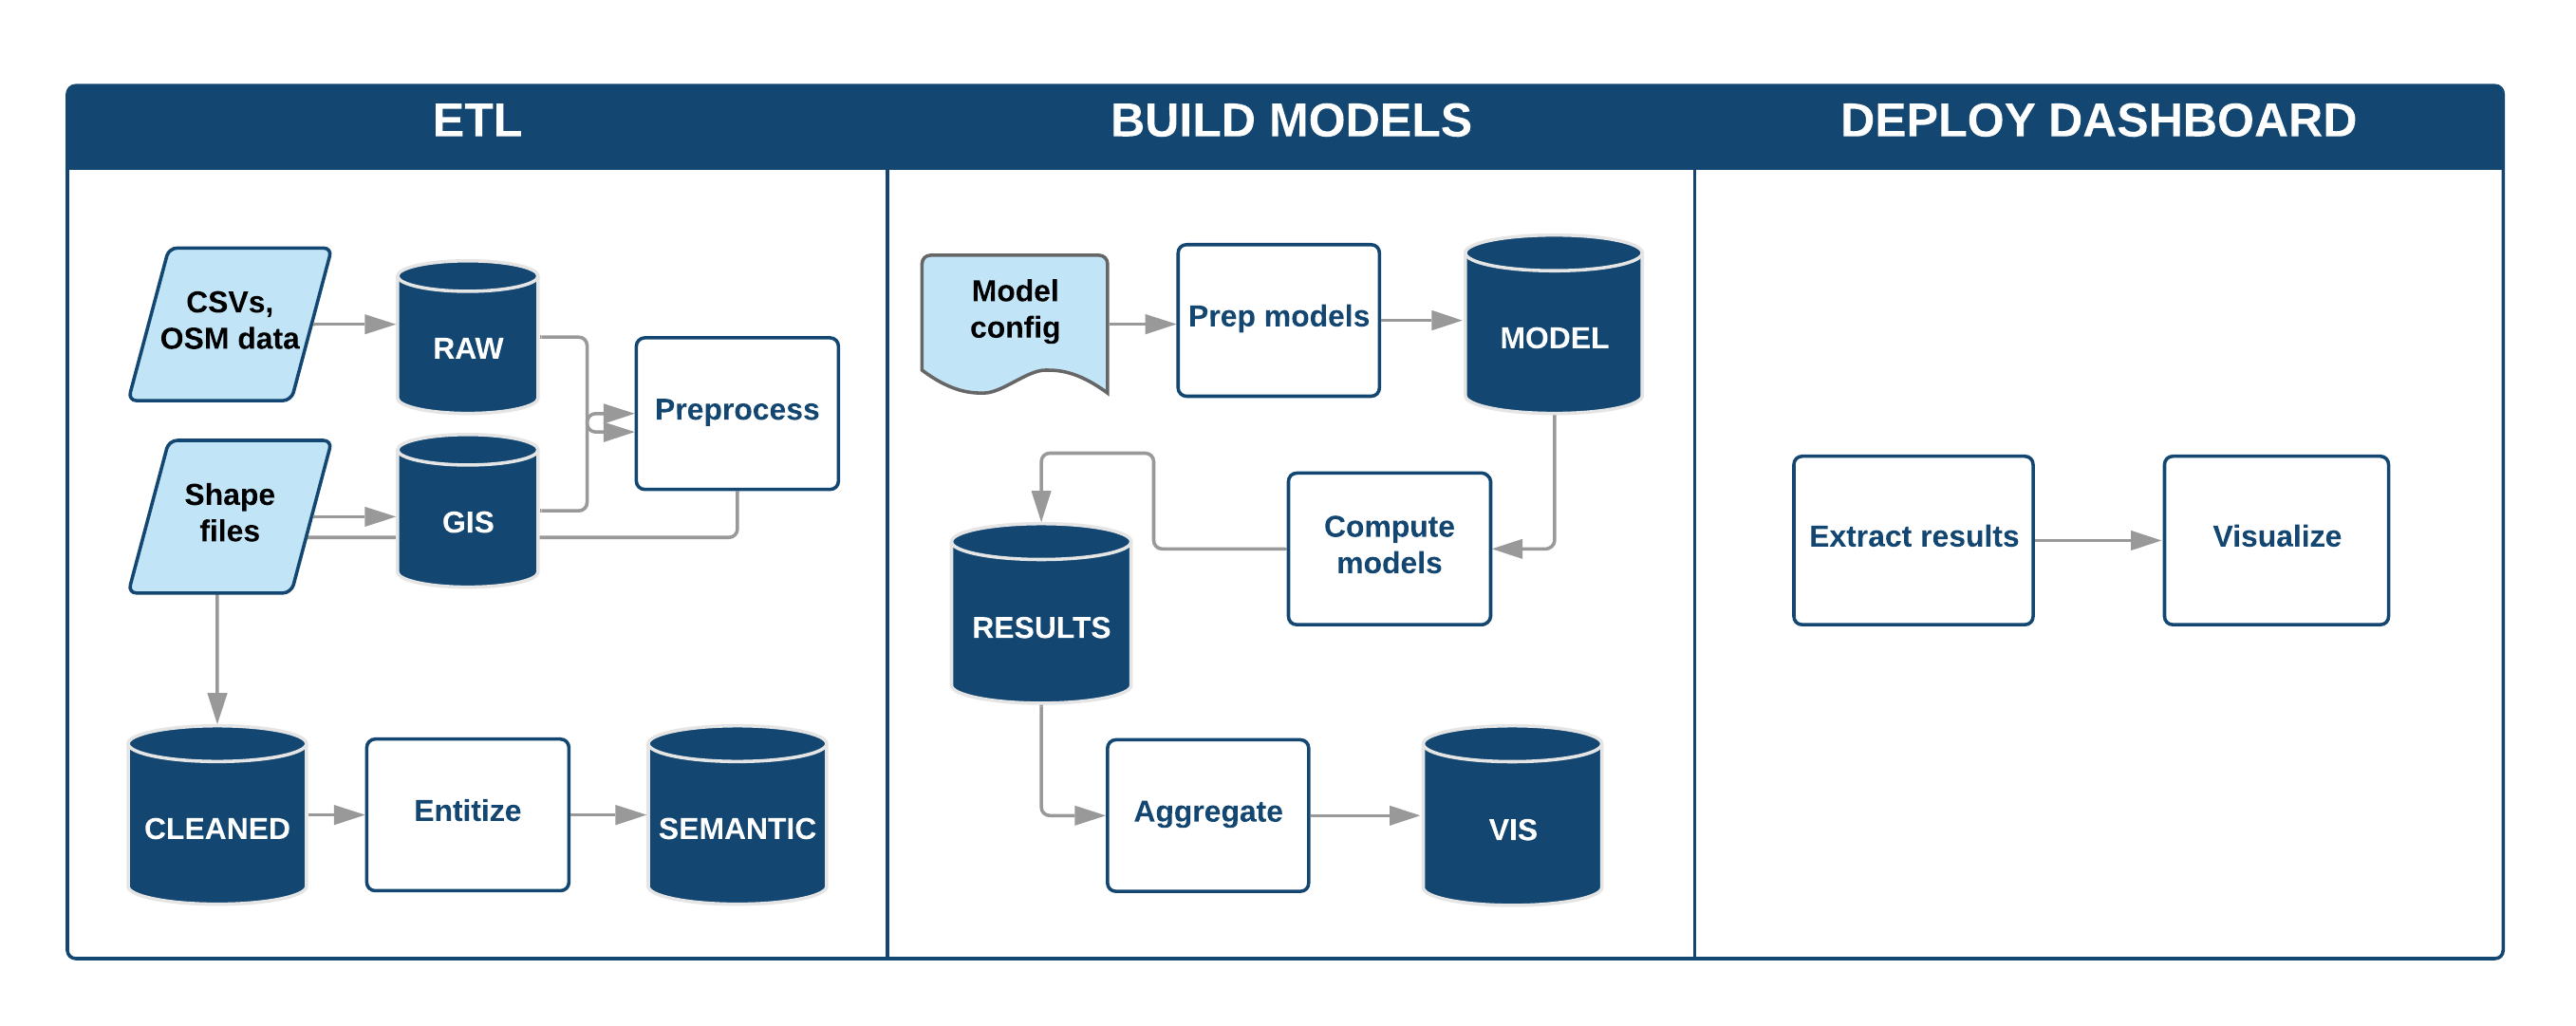 ETL
CSVs,
OSM data
RAW
Preprocess
Shape
files
GIS
CLEANED
Entitize
SEMANTIC
BUILD MODELS
Model
config
Prep models
MODEL
Compute
models
RESULTS
Aggregate
VIS
DEPLOY DASHBOARD
Extract results
Visualize